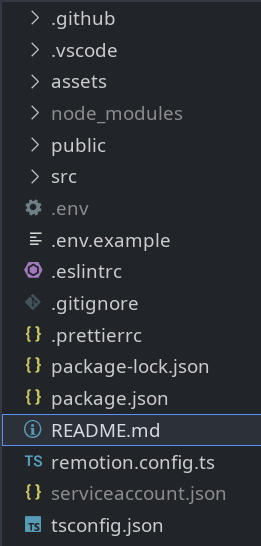 .github
.vscode
assets
node_modules
public
src
.env
.env.example
.eslintrc
.gitignore
.prettierrc
package-lock.json
package.json
README.md
TS remotion.config.ts
serviceaccount.json
TS tsconfig.json